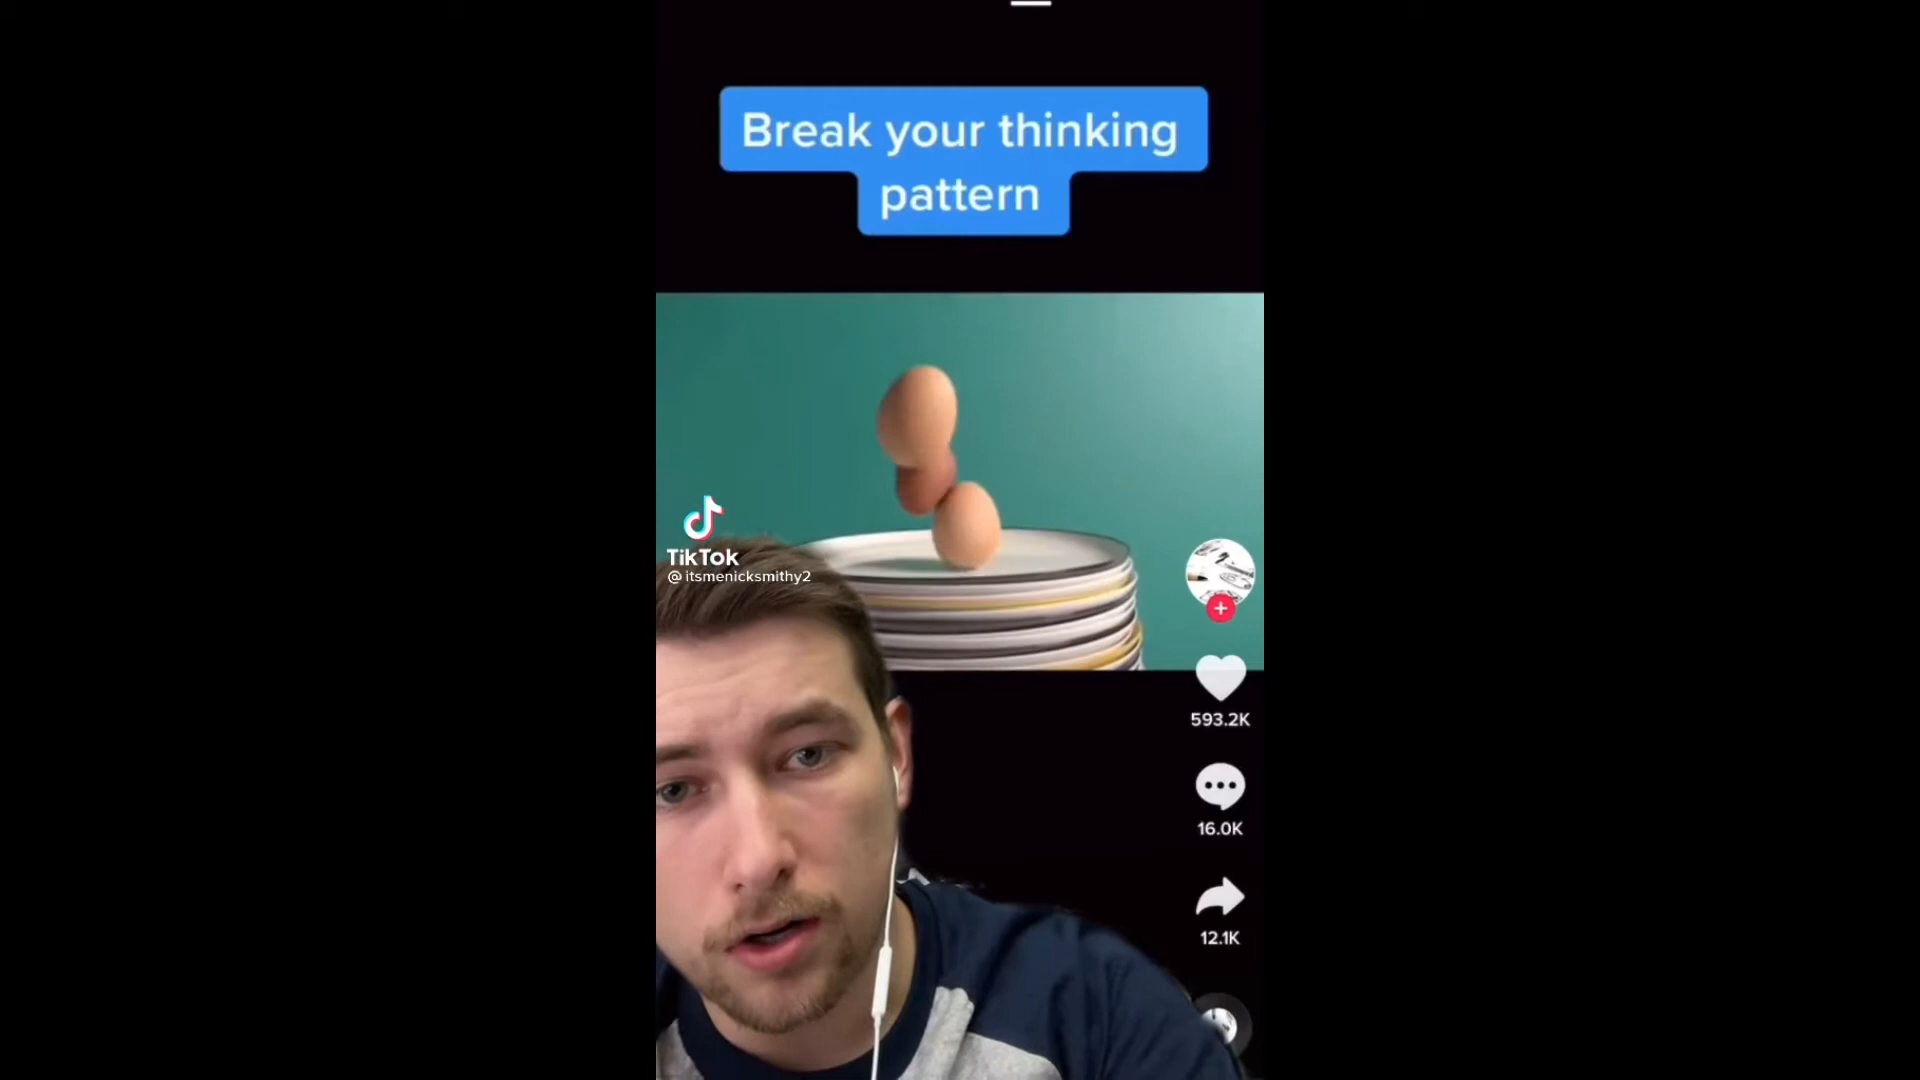 Break your thinking
pattern
TikTok
@itsmenicksmithy2
593.2K
16.0K
12.1K